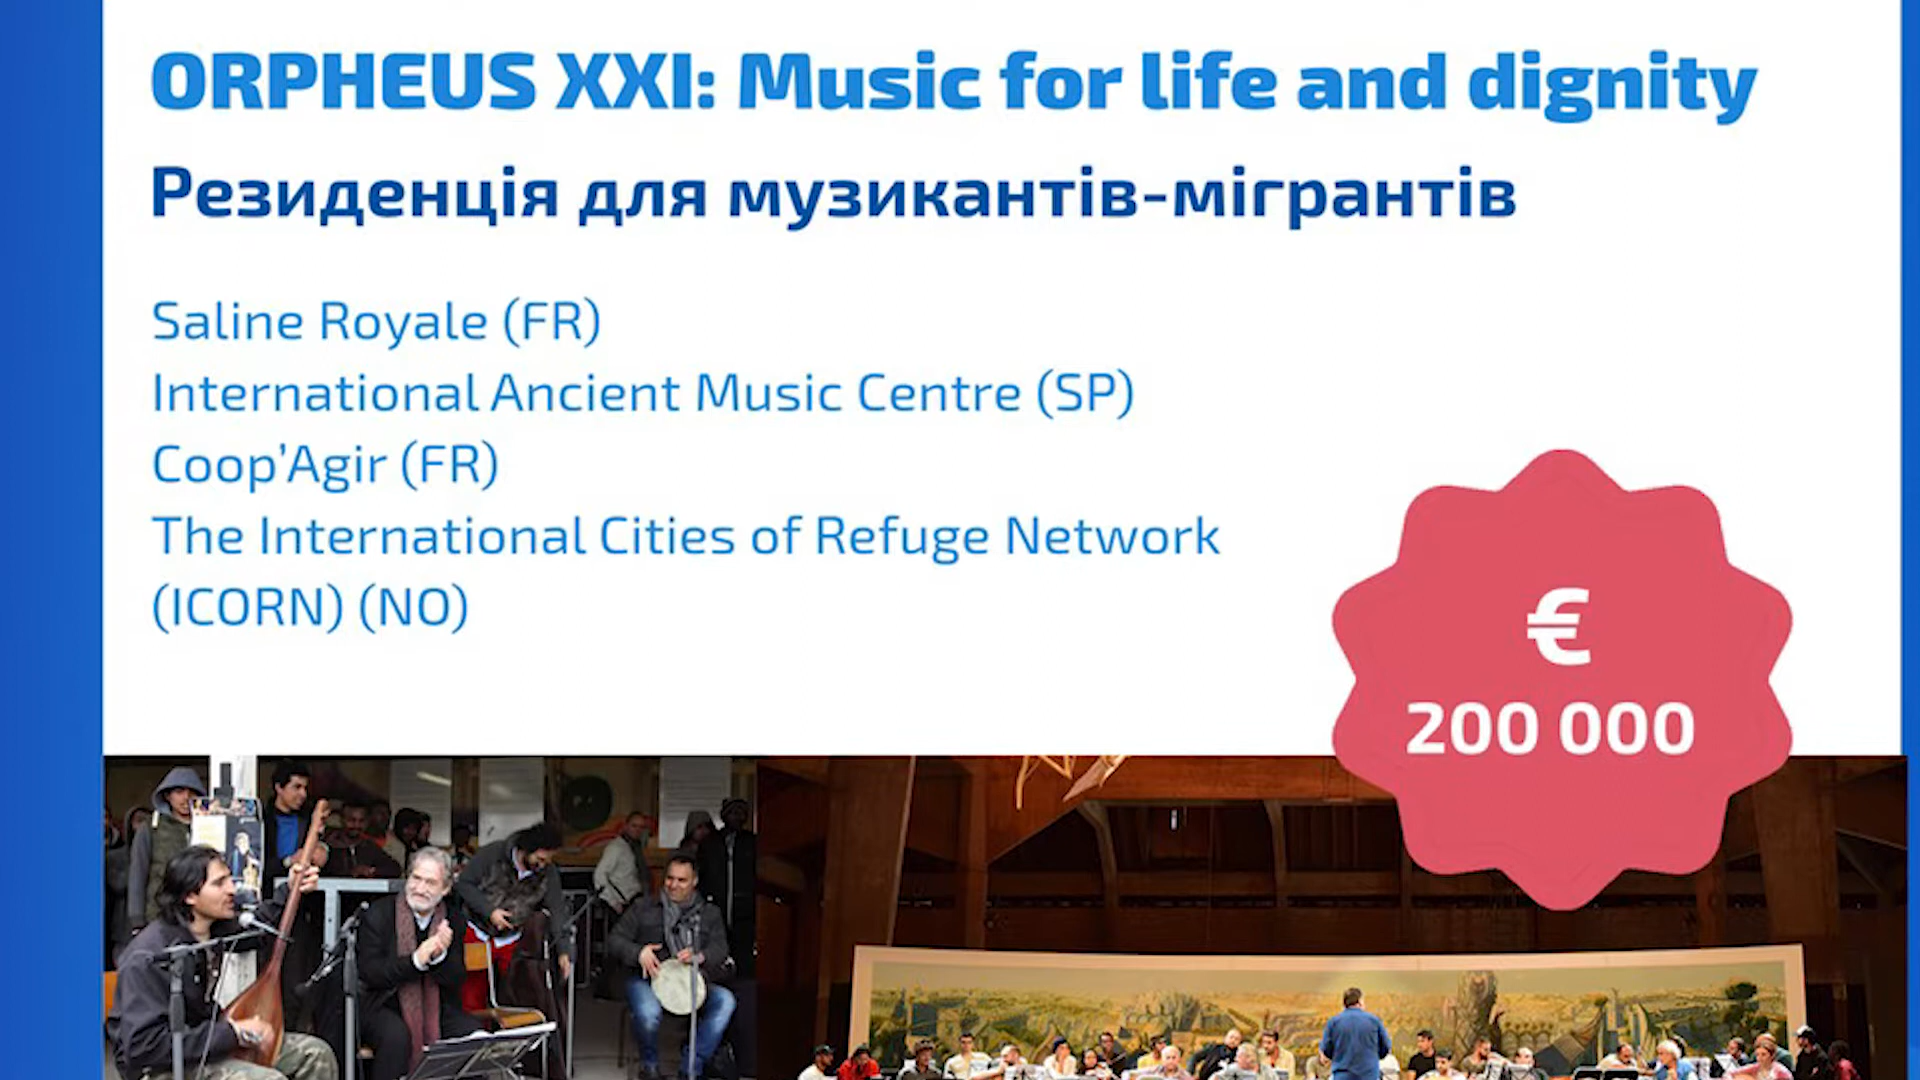 ORPHEUS XXI: Music for life and dignity
Резиденція для музикантів-мігрантів
Saline Royale (FR)
International Ancient Music Centre (SP)
Coop’Agir (FR)
The International Cities of Refuge Network
(ICORN) (NO)
€
200 000